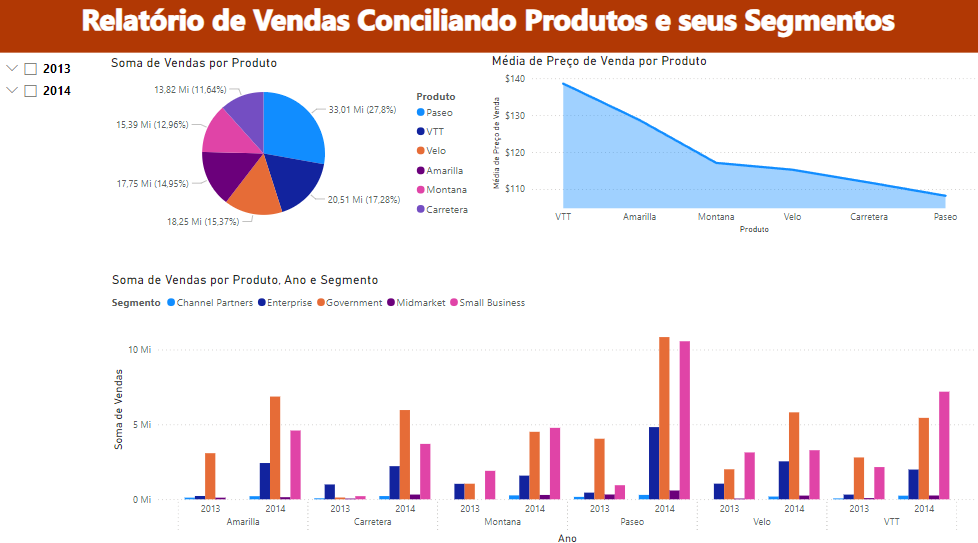 Relatório de Vendas Conciliando Produtos e seus Segmentos
2013
2014
Soma de Vendas por Produto
33,01 Mi (27,8%)
20,51 Mi (17,28%)
18,25 Mi (15,37%)
17,75 Mi (14,95%)
15,39 Mi (12,96%)
13,82 Mi (11,64%)
Produto
Paseo
VTT
Velo
Amarilla
Montana
Carretera
Média de Preço de Venda por Produto
Média de Preço de Venda
$140
$130
$120
$110
VTT Amarilla Montana Velo Carretera Paseo
Produto
Soma de Vendas por Produto, Ano e Segmento
Segmento Channel Partners Enterprise Government Midmarket Small Business
Soma de Vendas
10 Mi
5 Mi
0 Mi
2013 2014 2013 2014 2013 2014 2013 2014 2013 2014 2013 2014
Amarilla Carretera Montana Paseo Velo VTT
Ano